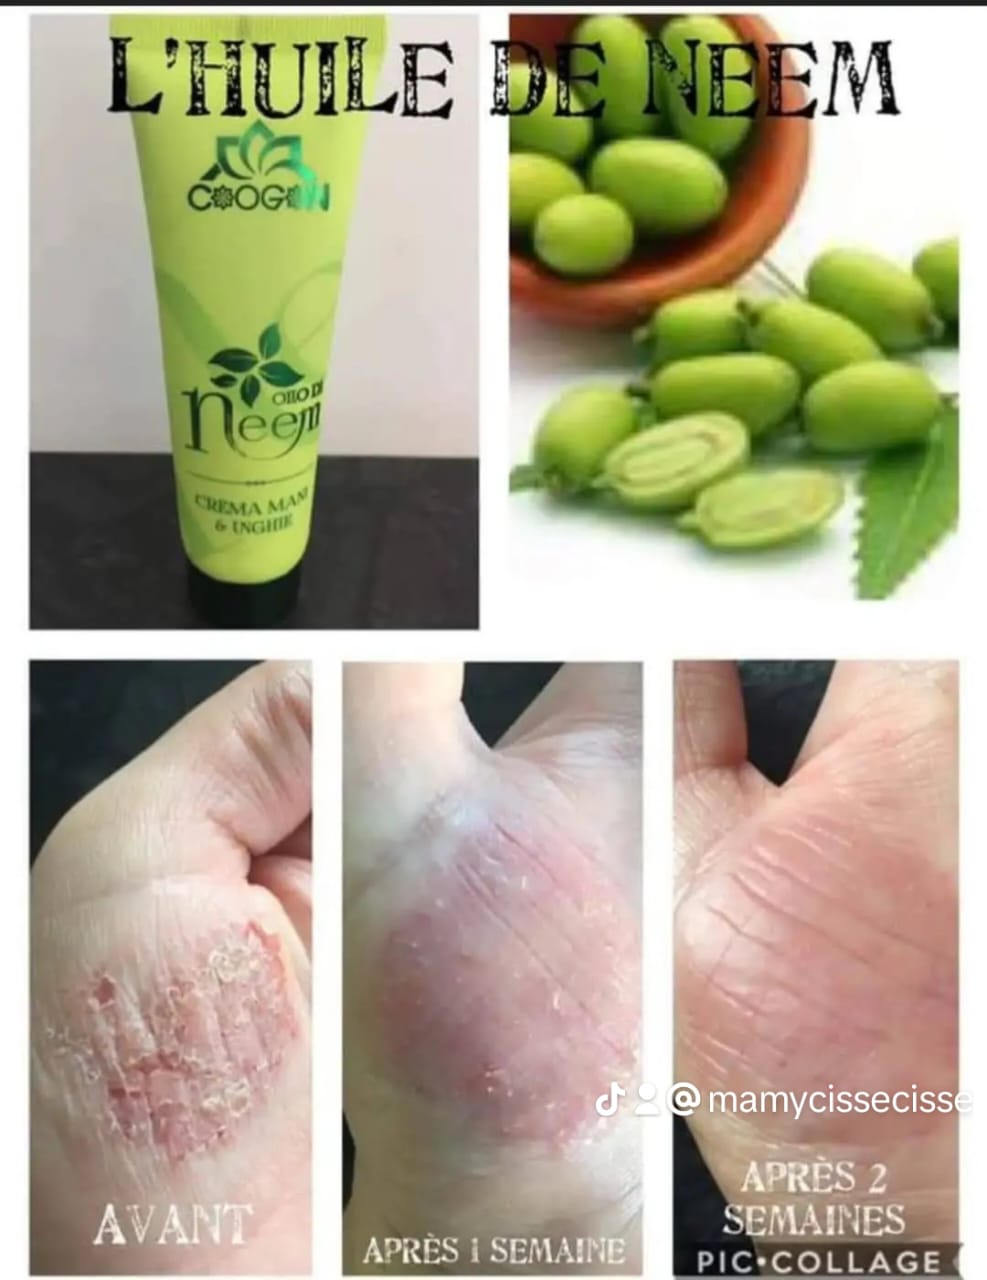 L'HUILE DE NEEM
COOGAN
OLIO DI
neem
CREMA MANI
& UNGHIE
@mamycissecisse
AVANT
APRÈS 1 SEMAINE
APRÈS 2
SEMAINES
PIC•COLLAGE